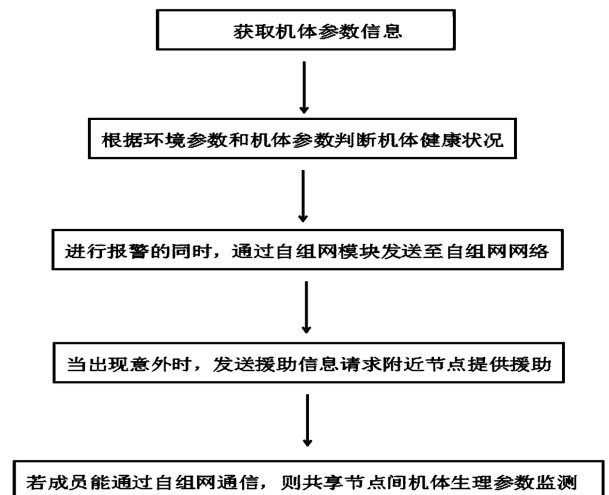 获取机体参数信息
根据环境参数和机体参数判断机体健康状况
进行报警的同时，通过自组网模块发送至自组网网络
当出现意外时，发送援助信息请求附近节点提供援助
若成员能通过自组网通信，则共享节点间机体生理参数监测